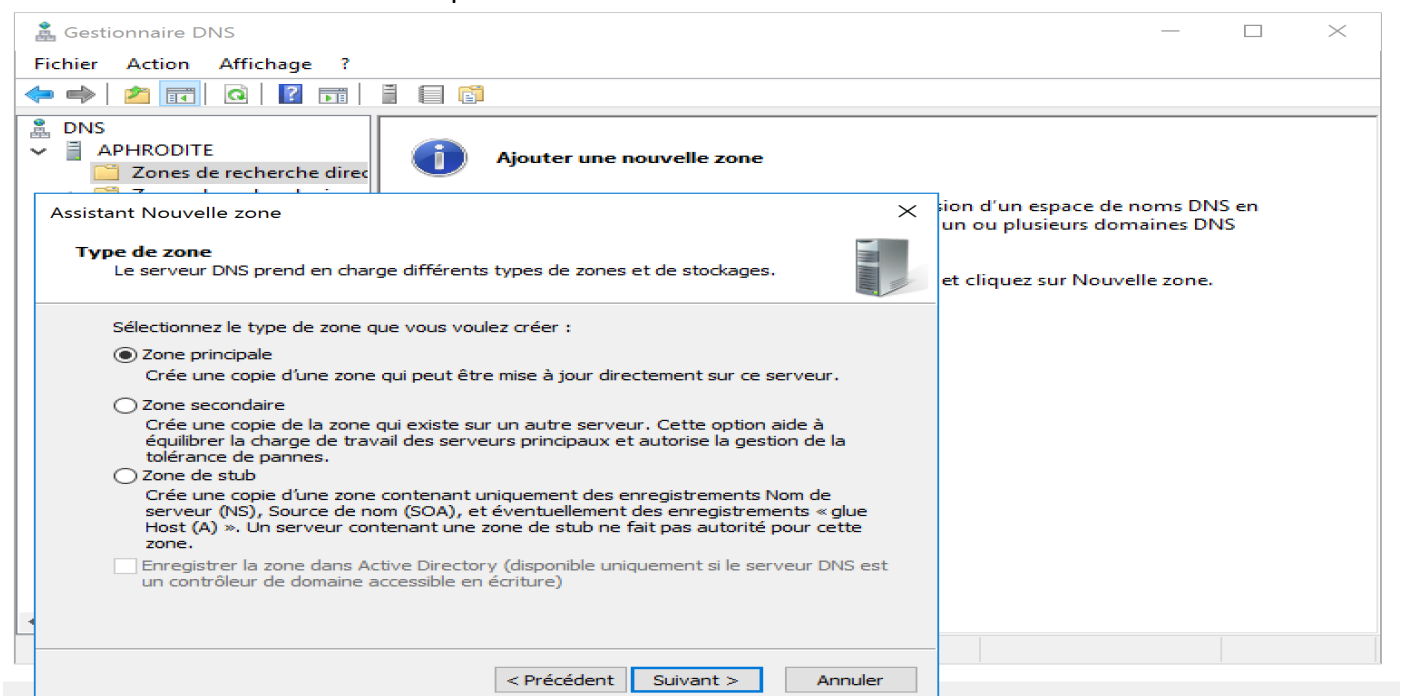 Gestionnaire DNS
Fichier Action Affichage ?
DNS
APHRODITE
Zones de recherche direc
Ajouter une nouvelle zone
sion d'un espace de noms DNS en
un ou plusieurs domaines DNS
et cliquez sur Nouvelle zone.
Assistant Nouvelle zone
Type de zone
Le serveur DNS prend en charge différents types de zones et de stockages.
Sélectionnez le type de zone que vous voulez créer :
Zone principale
Crée une copie d'une zone qui peut être mise à jour directement sur ce serveur.
Zone secondaire
Crée une copie de la zone qui existe sur un autre serveur. Cette option aide à
équilibrer la charge de travail des serveurs principaux et autorise la gestion de la
tolérance de pannes.
Zone de stub
Crée une copie d'une zone contenant uniquement des enregistrements Nom de
serveur (NS), Source de nom (SOA), et éventuellement des enregistrements « glue
Host (A) ». Un serveur contenant une zone de stub ne fait pas autorité pour cette
zone.
Enregistrer la zone dans Active Directory (disponible uniquement si le serveur DNS est
un contrôleur de domaine accessible en écriture)
< Précédent Suivant > Annuler